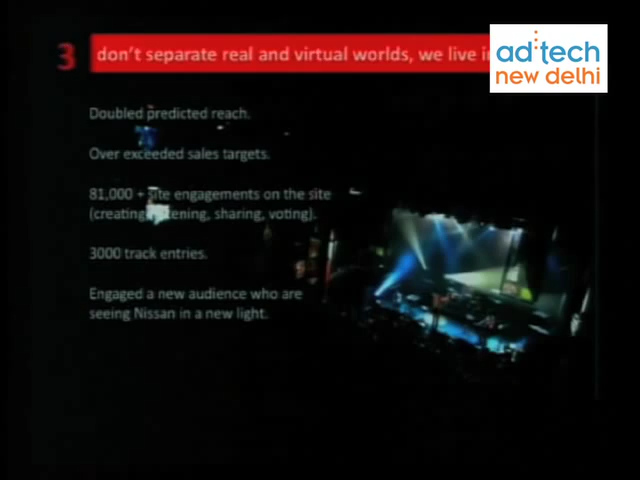 3
don't separate real and virtual worlds, we live
ad:tech
new delhi
Doubled predicted reach.
Over exceeded sales targets.
81,000 + site engagements on the site
(creating, listening, sharing, voting).
3000 track entries.
Engaged a new audience who are
seeing Nissan in a new light.